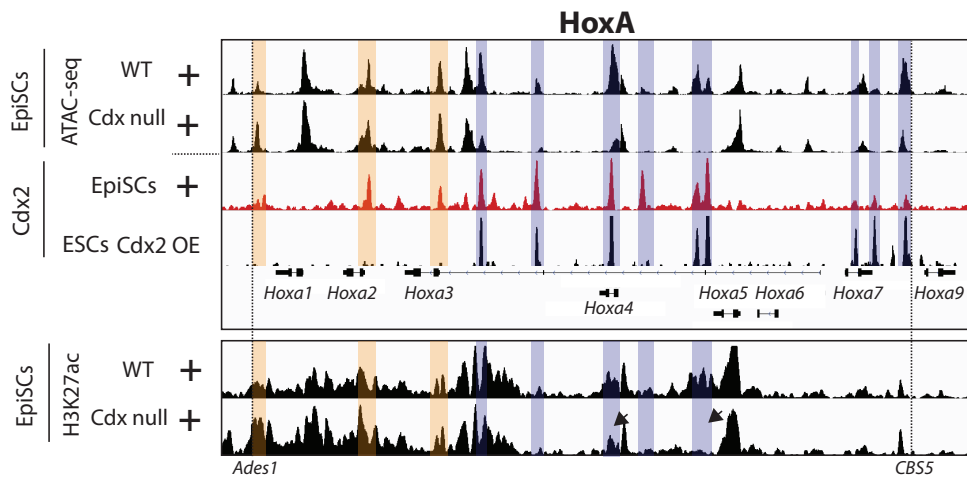 HoxA
EpiSCs
ATAC-seq
WT +
Cdx null +
Cdx2
EpiSCs +
ESCs Cdx2 OE
Hoxa1 Hoxa2 Hoxa3 Hoxa4 Hoxa5 Hoxa6 Hoxa7 Hoxa9
EpiSCs
H3K27ac
WT +
Cdx null +
Ades1 CBS5